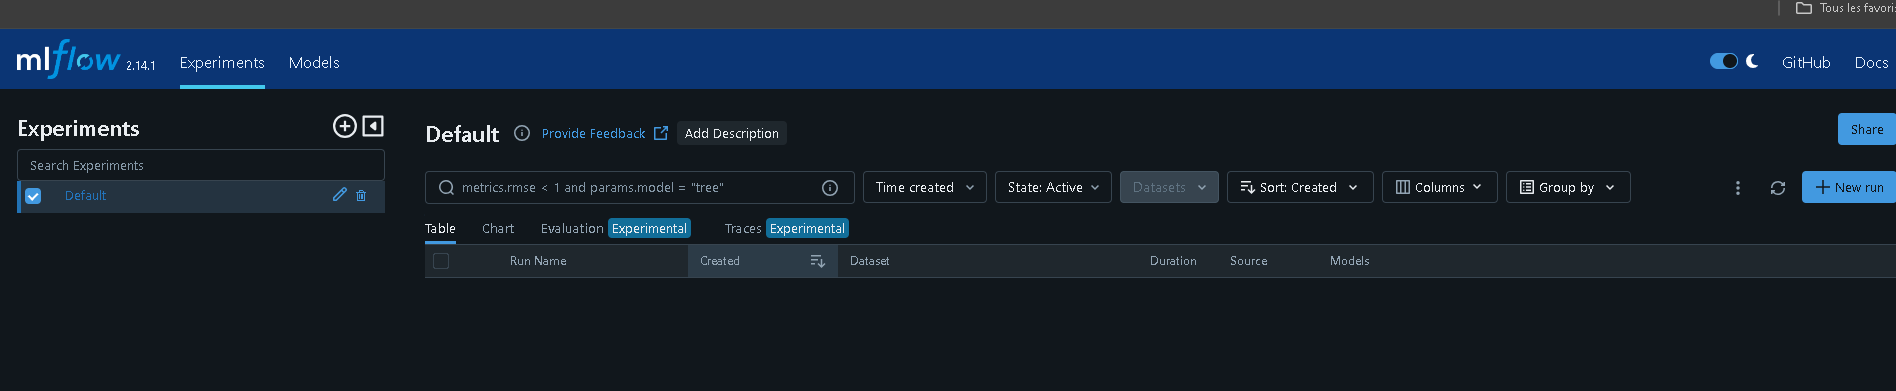 Tous les favoris
mlflow 2.14.1 Experiments Models GitHub Docs
Experiments
Search Experiments
Default
Default Provide Feedback Add Description Share
metrics.rmse < 1 and params.model = "tree" Time created State: Active Datasets Sort: Created Columns Group by New run
Table Chart Evaluation Experimental Traces Experimental
Run Name Created Dataset Duration Source Models